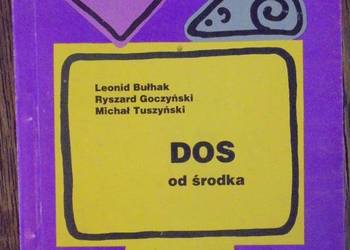 Leonid Bułhak
Ryszard Goczyński
Michał Tuszyński
DOS
od środka